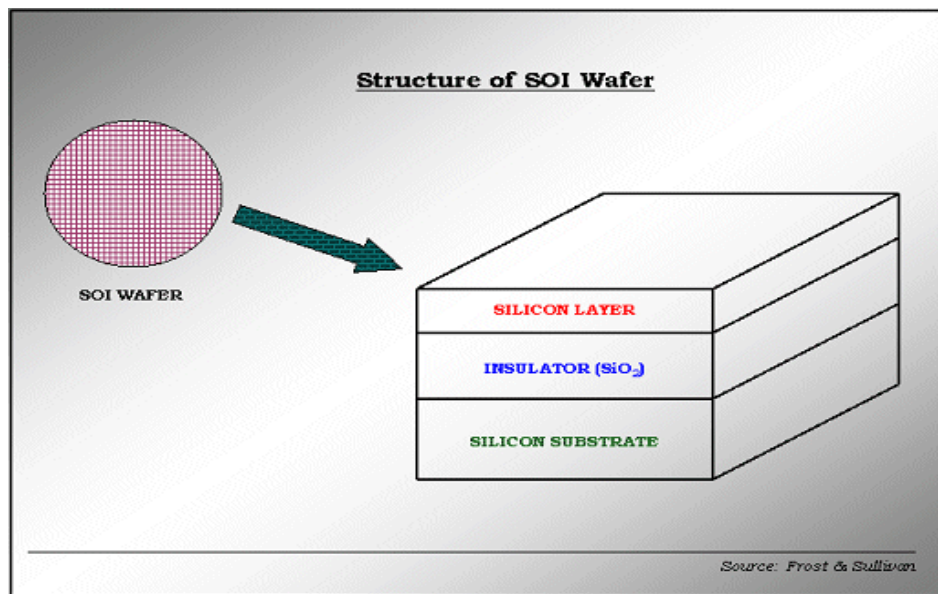 Structure of SOI Wafer
SOI WAFER
SILICON LAYER
INSULATOR (SiO₂)
SILICON SUBSTRATE
Source: Frost & Sullivan